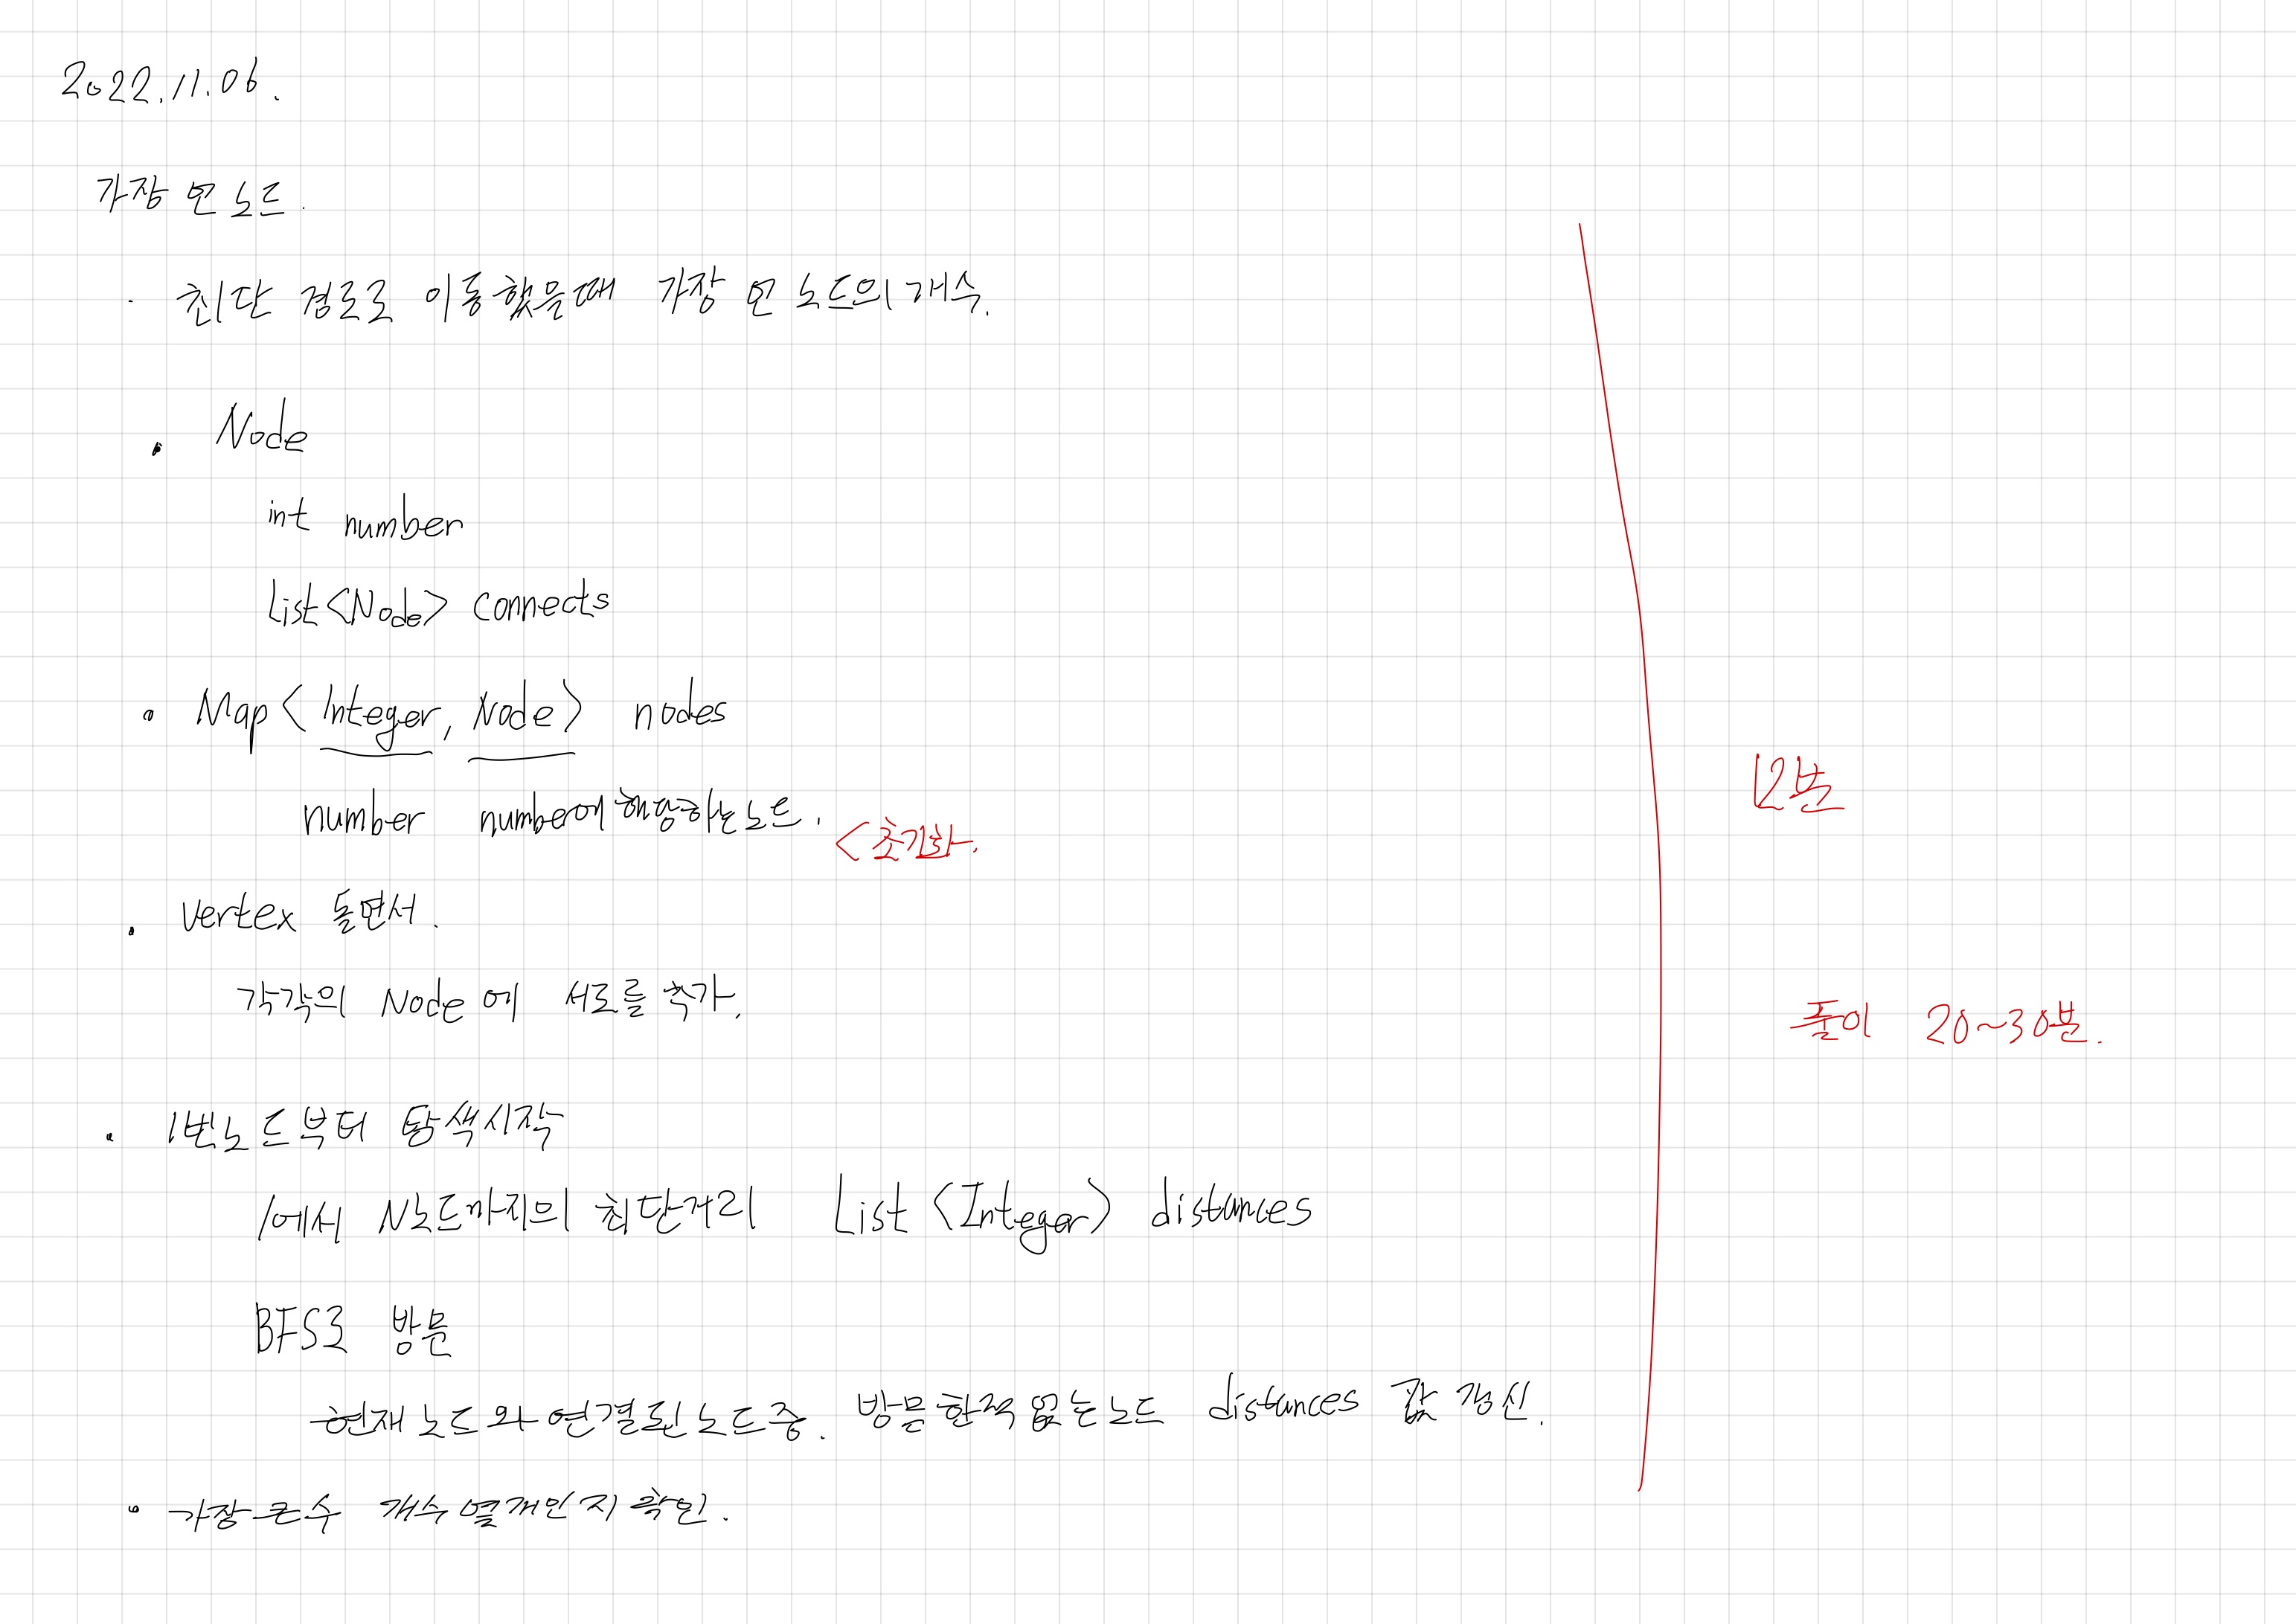 2022.11.06.
가장 먼 노드.
· 최단 경로로 이동했을때 가장 먼 노드의 개수.
· Node
int number
List<Node> connects
· Map<Integer, Node> nodes
number number에 해당하는 노드.
<초기화.
· Vertex 돌면서.
각각의 Node에 서로를 추가.
· 1번노드부터 탐색시작
1에서 N노드까지의 최단거리 List<Integer> distances
BFS로 방문
현재 노드와 연결된 노드 중. 방문한적 없는 노드 distances 값 갱신.
· 가장 큰수 개수 몇개인지 확인.
12분
풀이 20~30분.